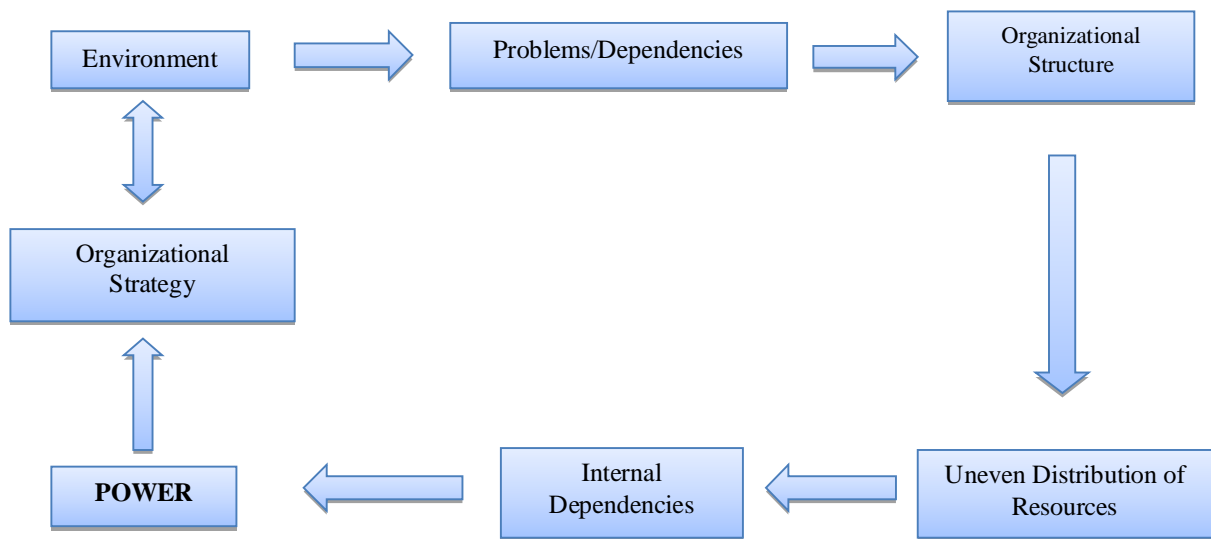 Environment
Problems/Dependencies
Organizational
Structure
Organizational
Strategy
POWER
Internal
Dependencies
Uneven Distribution of
Resources